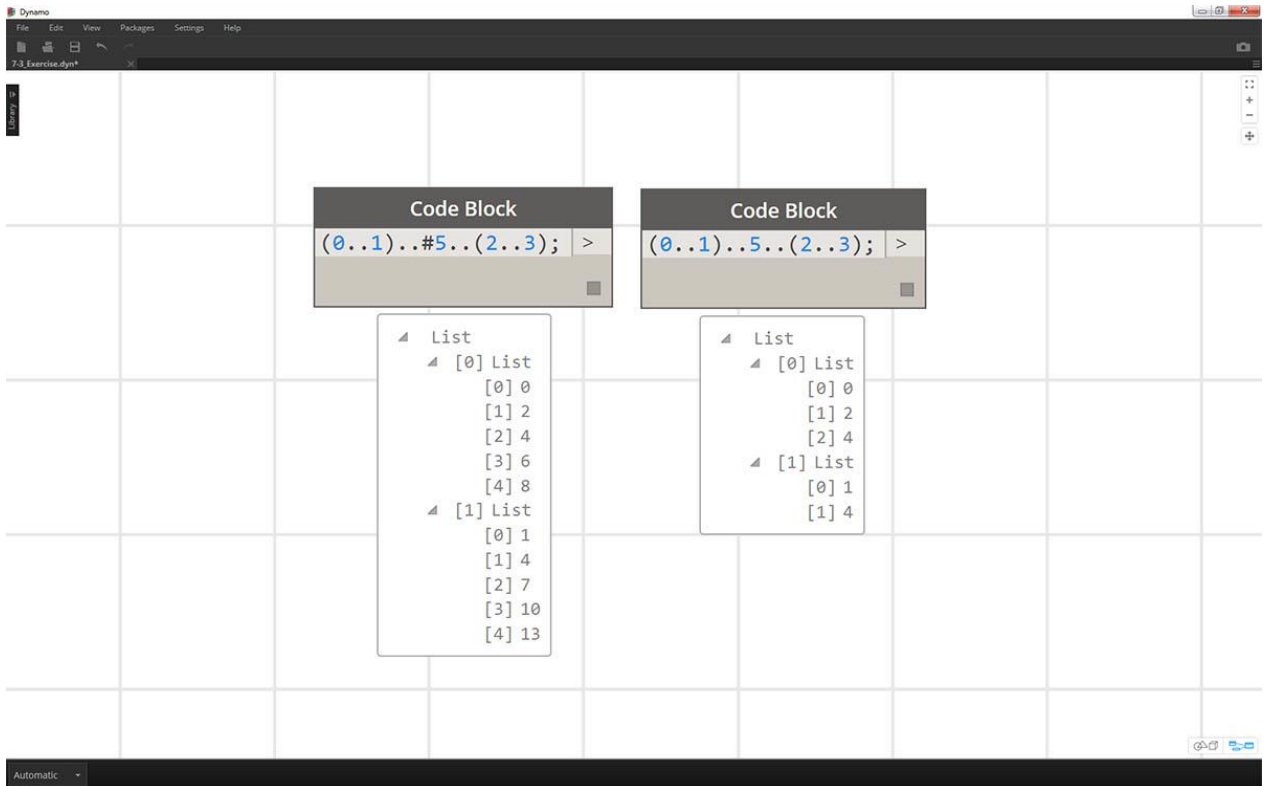 Dynamo
File Edit View Packages Settings Help
7-3_Exercise.dyn*
Library
Code Block
(0..1)..#5..(2..3); >
List
[0] List
[0] 0
[1] 2
[2] 4
[3] 6
[4] 8
[1] List
[0] 1
[1] 4
[2] 7
[3] 10
[4] 13
Code Block
(0..1)..5..(2..3); >
List
[0] List
[0] 0
[1] 2
[2] 4
[1] List
[0] 1
[1] 4
Automatic